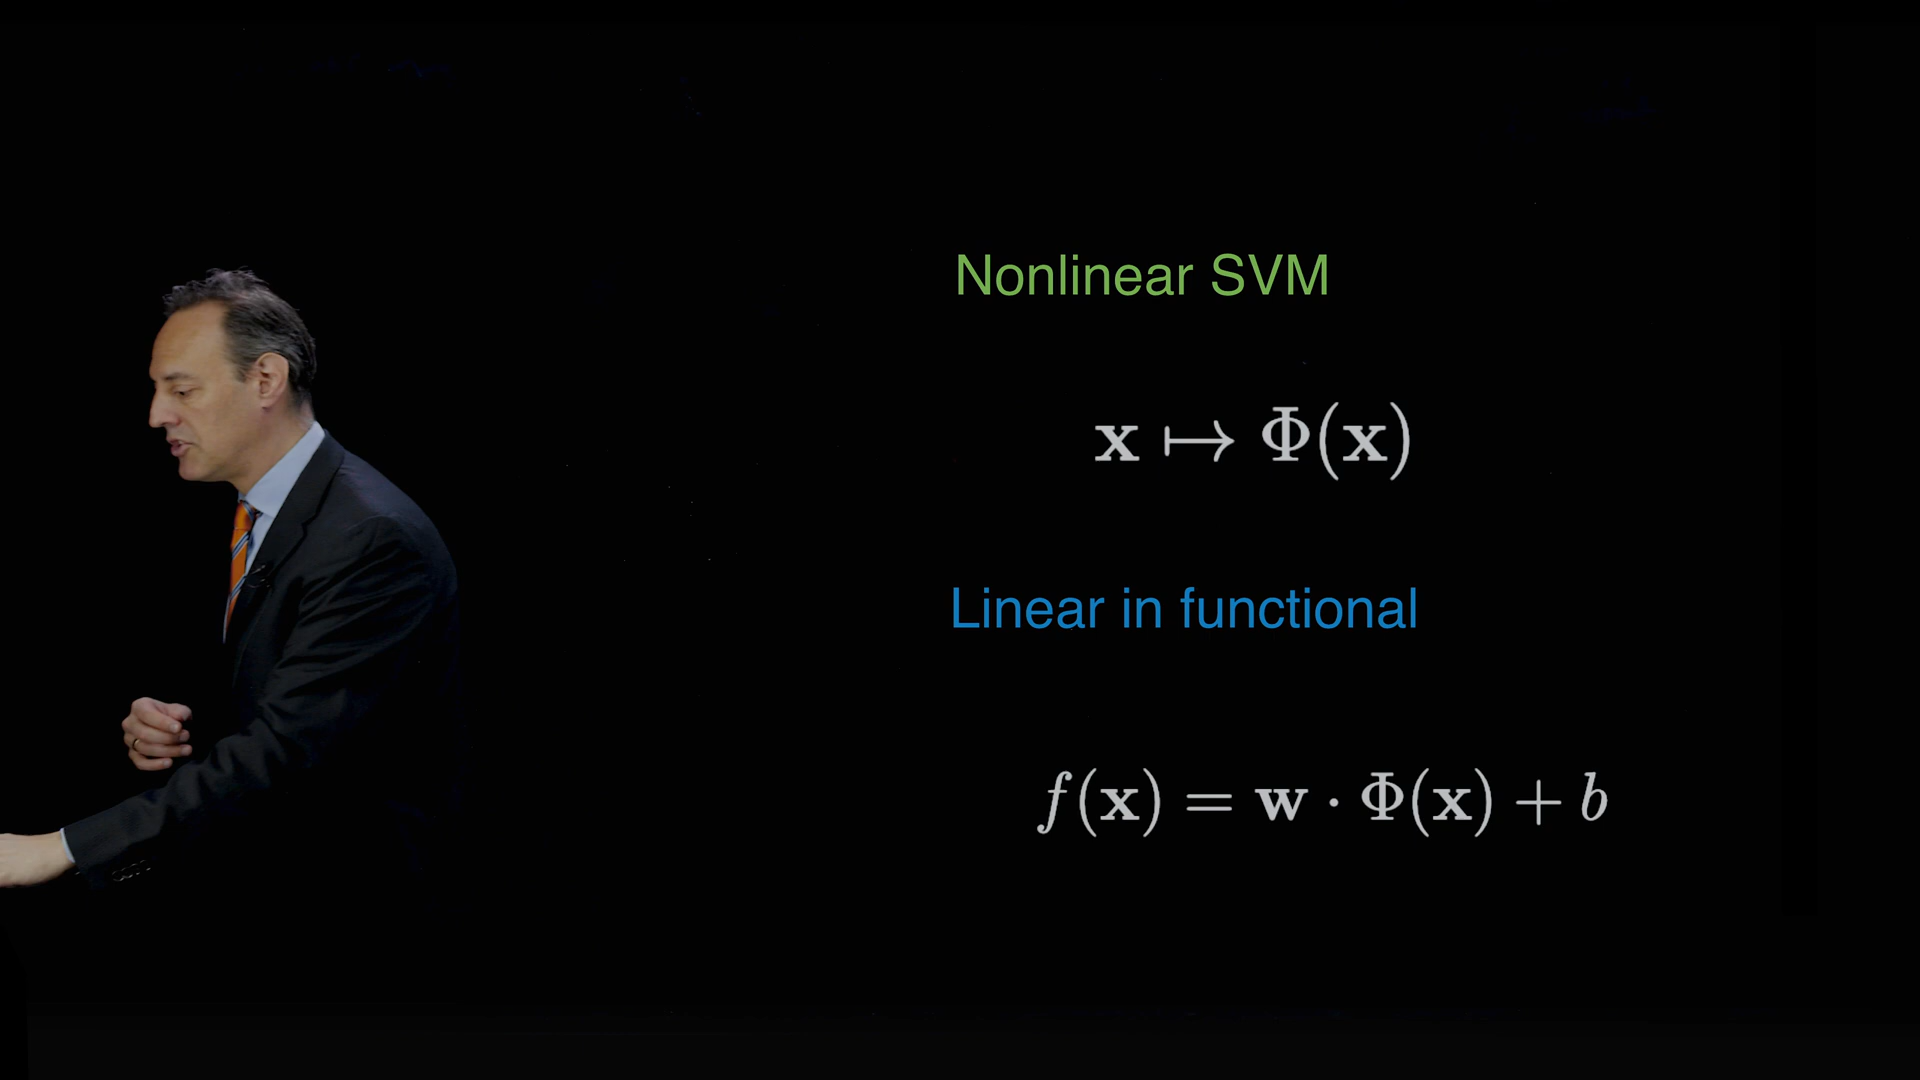 Nonlinear SVM
𝐱 ↦ Φ(𝐱)
Linear in functional
f(𝐱) = 𝐰 · Φ(𝐱) + b